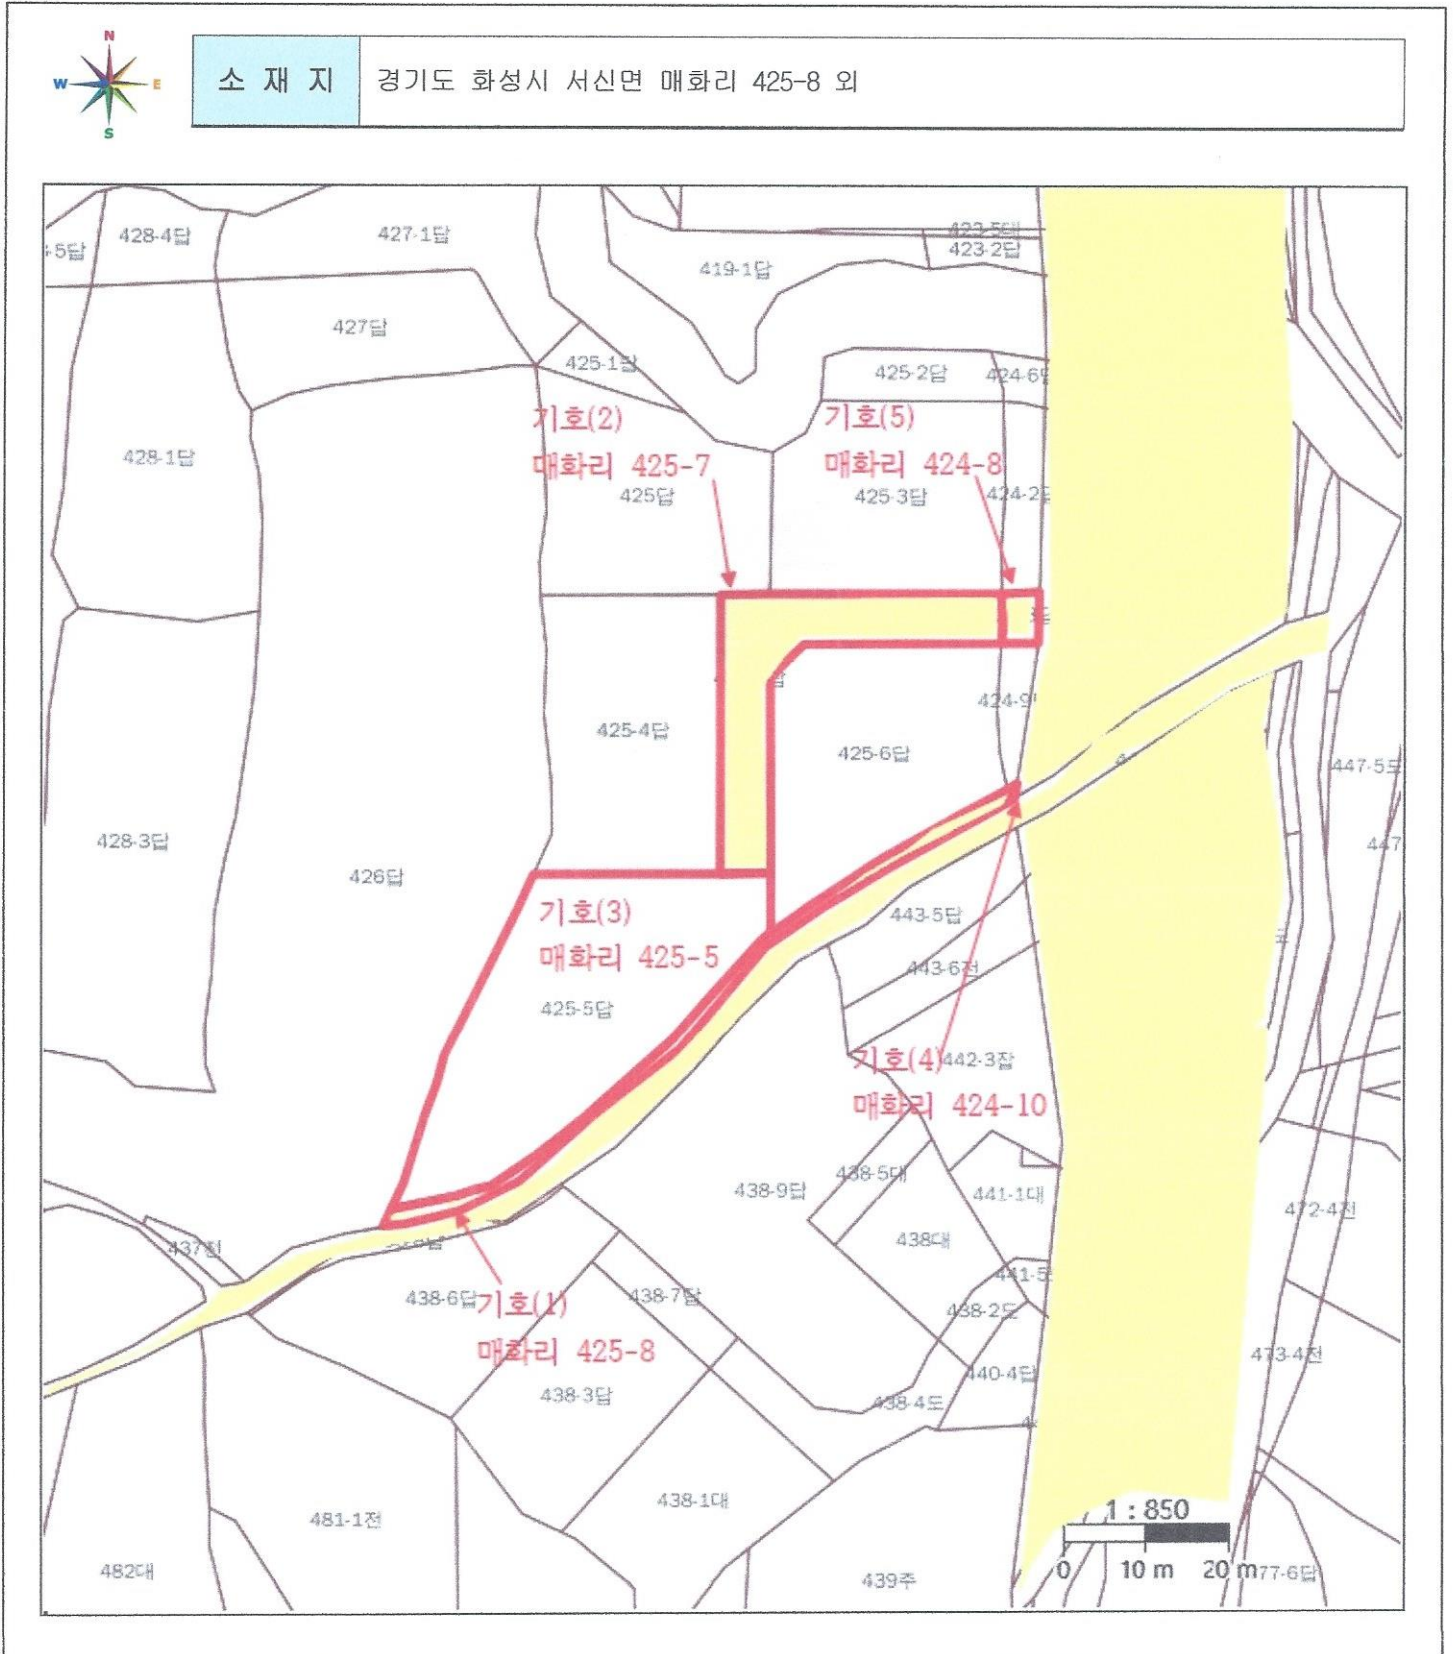 N
W E
S
소 재 지 경기도 화성시 서신면 매화리 425-8 외
428-4답
427-1답
423-2답
419-1답
427답
425-1답
425-2답
기호(2)
매화리 425-7
기호(5)
매화리 424-8
428-1답
425답
425-3답
425-4답
425-6답
447-5도
428-3답
426답
기호(3)
매화리 425-5
443-5답
443-6전
425-5답
기호(4)
매화리 424-10
442-3잡
438-5대
438-9답
441-1대
472-4전
438대
437전
438-6답
438-7답
438-2도
기호(1)
매화리 425-8
473-4전
440-4답
438-3답
438-4도
438-1대
481-1전
1 : 850
0 10 m 20 m
77-6답
482대
439주